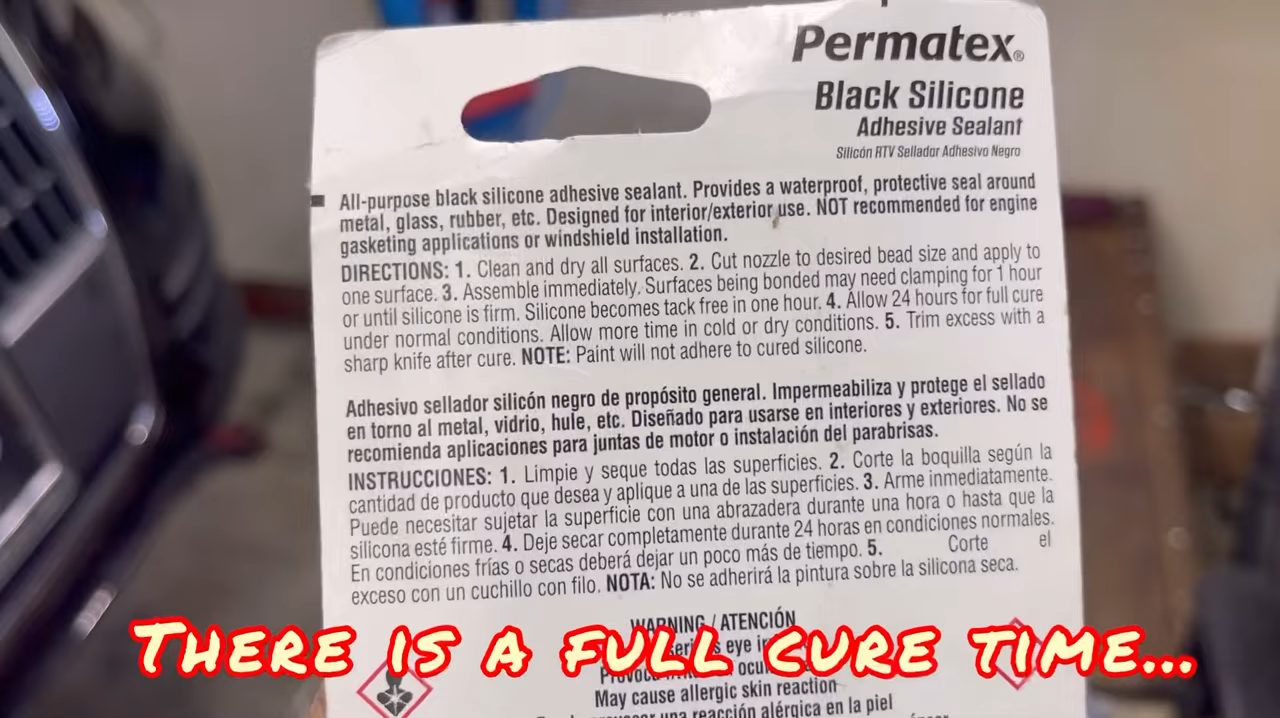 Permatex®
Black Silicone
Adhesive Sealant
Silicón RTV Sellador Adhesivo Negro
All-purpose black silicone adhesive sealant. Provides a waterproof, protective seal around
metal, glass, rubber, etc. Designed for interior/exterior use. NOT recommended for engine
gasketing applications or windshield installation.
DIRECTIONS: 1. Clean and dry all surfaces. 2. Cut nozzle to desired bead size and apply to
one surface. 3. Assemble immediately. Surfaces being bonded may need clamping for 1 hour
or until silicone is firm. Silicone becomes tack free in one hour. 4. Allow 24 hours for full cure
under normal conditions. Allow more time in cold or dry conditions. 5. Trim excess with a
sharp knife after cure. NOTE: Paint will not adhere to cured silicone.
Adhesivo sellador silicón negro de propósito general. Impermeabiliza y protege el sellado
en torno al metal, vidrio, hule, etc. Diseñado para usarse en interiores y exteriores. No se
recomienda aplicaciones para juntas de motor o instalación del parabrisas.
INSTRUCCIONES: 1. Limpie y seque todas las superficies. 2. Corte la boquilla según la
cantidad de producto que desea y aplique a una de las superficies. 3. Arme inmediatamente.
Puede necesitar sujetar la superficie con una abrazadera durante una hora o hasta que la
silicona esté firme. 4. Deje secar completamente durante 24 horas en condiciones normales.
En condiciones frías o secas deberá dejar un poco más de tiempo. 5. Corte el
exceso con un cuchillo con filo. NOTA: No se adherirá la pintura sobre la silicona seca.
WARNING / ATENCIÓN
eye
There is a full cure time...
May cause allergic skin reaction
una reacción alérgica en la piel